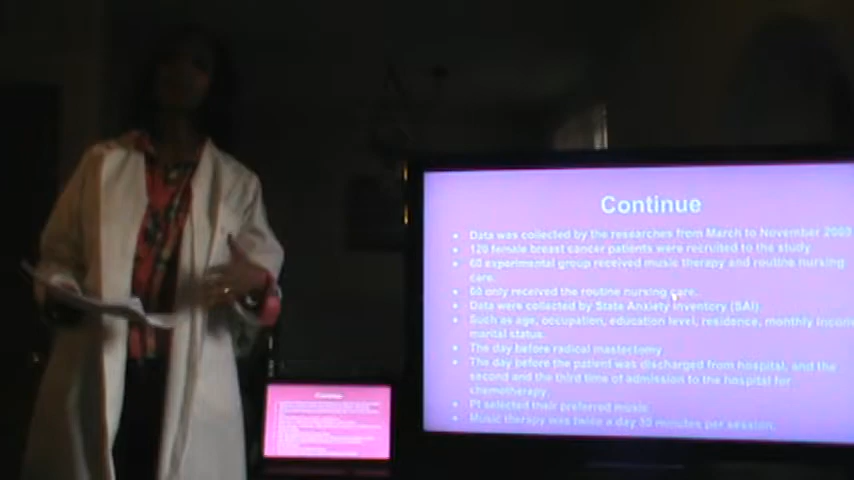 Continue
• Data was collected by the researches from March to November 2009
• 120 female breast cancer patients were recruited to the study.
• 60 experimental group received music therapy and routine nursing
care.
• 60 only received the routine nursing care.
• Data were collected by State Anxiety Inventory (SAI).
• Such as age, occupation, education level, residence, monthly income
marital status.
• The day before radical mastectomy
• The day before the patient was discharged from hospital, and the
second and the third time of admission to the hospital for
chemotherapy.
• PI selected their preferred music.
• Music therapy was twice a day 30 minutes per session.
Continue